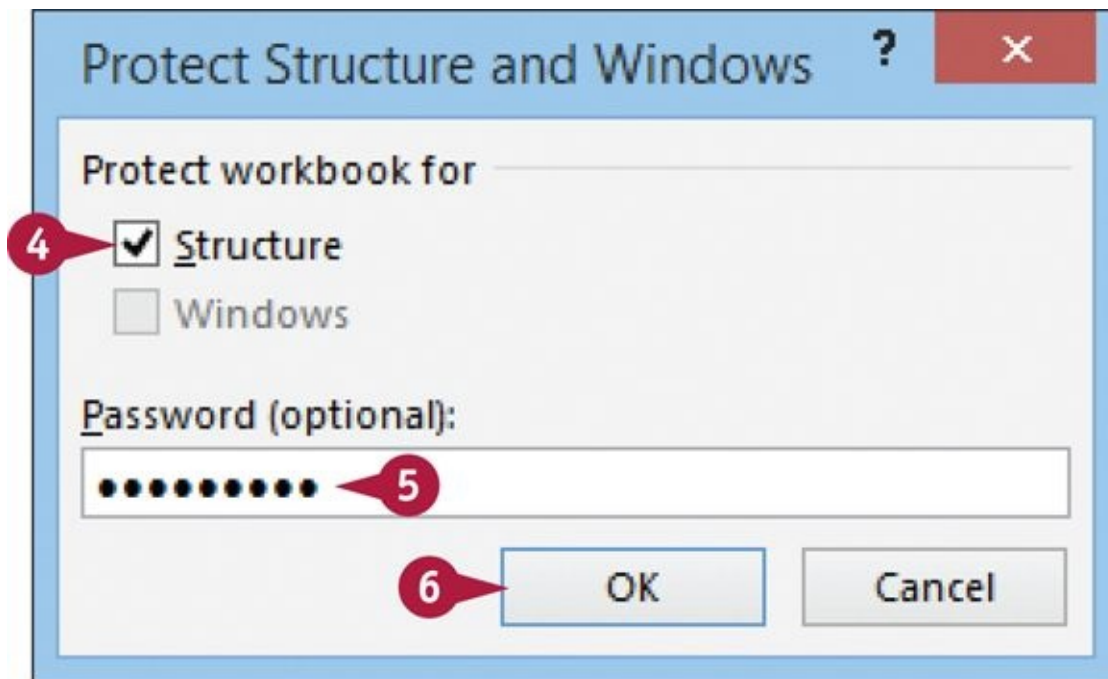 Protect Structure and Windows ? ×
Protect workbook for
4 Structure
Windows
Password (optional):
••••••••• 5
6 OK Cancel